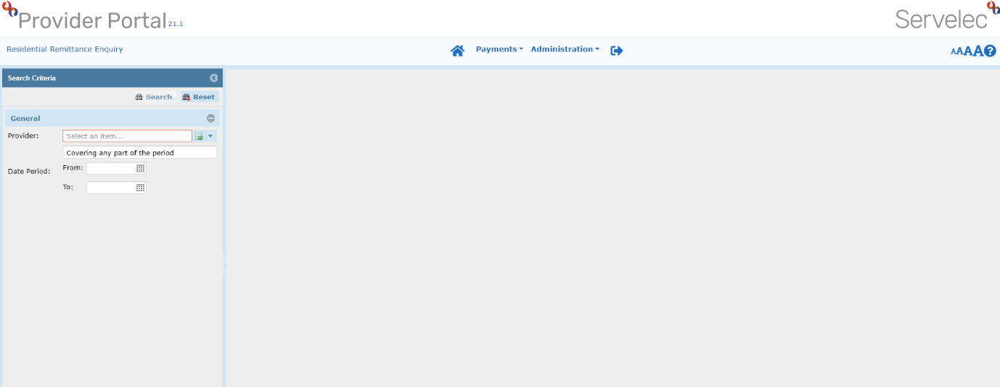 Provider Portal 21.1
Servelec
Residential Remittance Enquiry
Payments
Administration
AAAA?
Search Criteria
Search
Reset
General
Provider:
Select an item...
Covering any part of the period
Date Period:
From:
To: